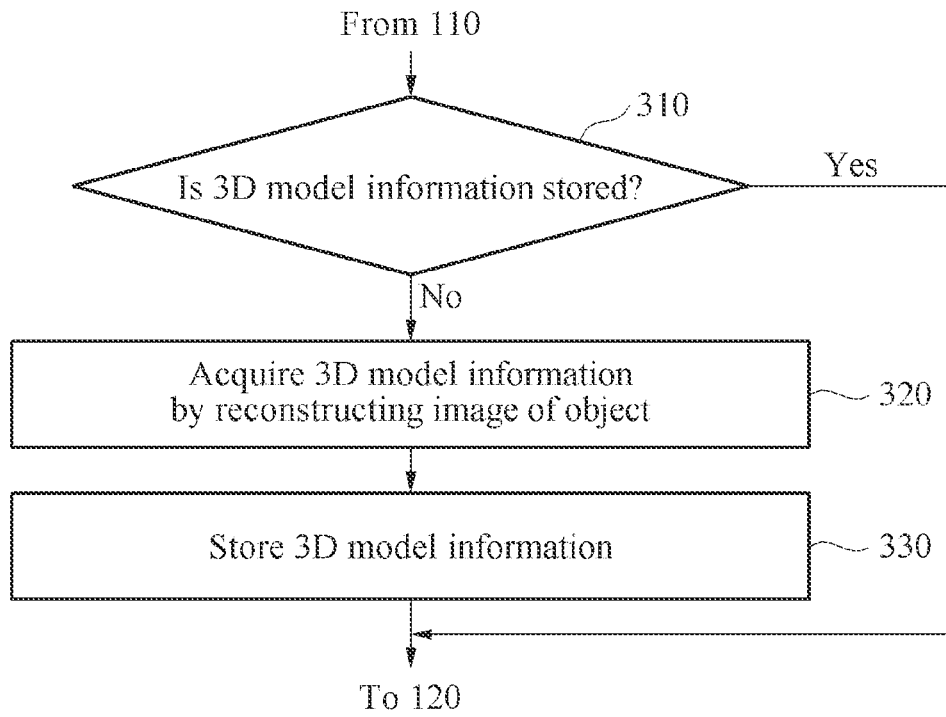 From 110
310
Yes
Is 3D model information stored?
No
Acquire 3D model information
by reconstructing image of object
320
Store 3D model information
330
To 120